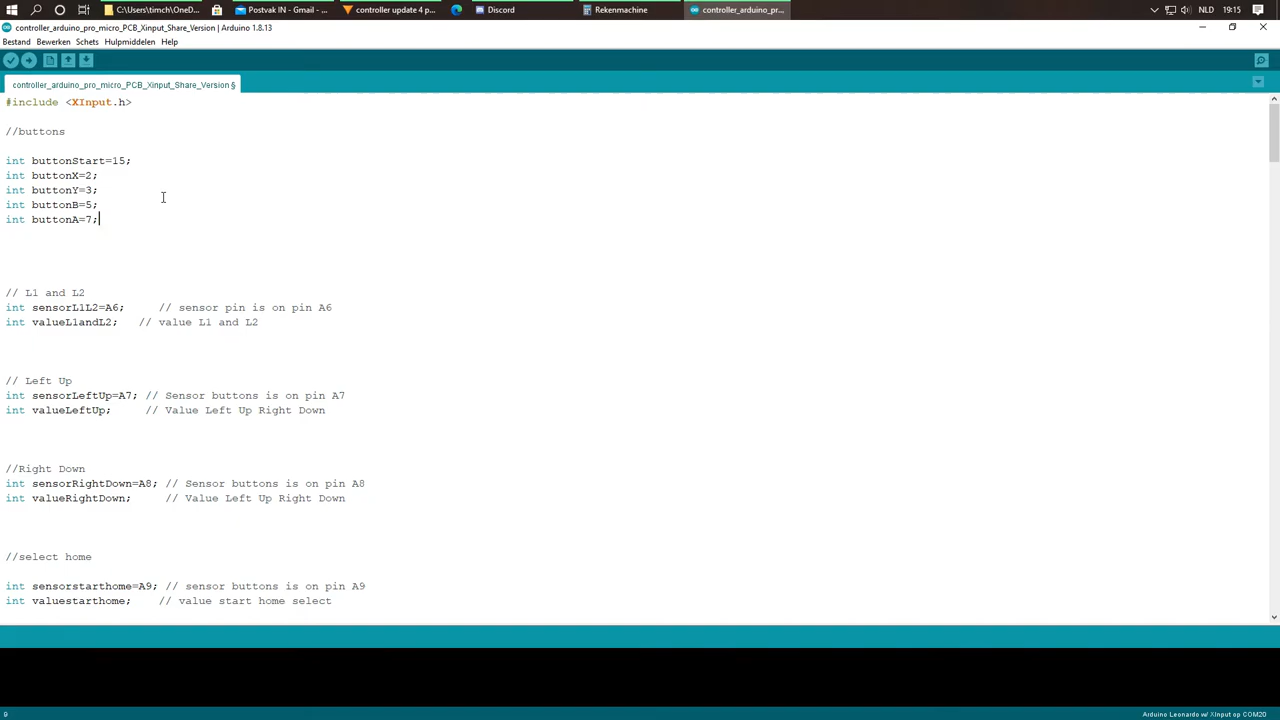 C:\Users\timch\OneD...
Postvak IN - Gmail - ...
controller update 4 p...
Discord
Rekenmachine
controller_arduino_pr...
NLD
19:15
controller_arduino_pro_micro_PCB_Xinput_Share_Version | Arduino 1.8.13
Bestand Bewerken Schets Hulpmiddelen Help
controller_arduino_pro_micro_PCB_Xinput_Share_Version §
#include <XInput.h>
//buttons
int buttonStart=15;
int buttonX=2;
int buttonY=3;
int buttonB=5;
int buttonA=7;
// L1 and L2
int sensorL1L2=A6; // sensor pin is on pin A6
int valueL1andL2; // value L1 and L2
// Left Up
int sensorLeftUp=A7; // Sensor buttons is on pin A7
int valueLeftUp; // Value Left Up Right Down
//Right Down
int sensorRightDown=A8; // Sensor buttons is on pin A8
int valueRightDown; // Value Left Up Right Down
//select home
int sensorstarthome=A9; // sensor buttons is on pin A9
int valuestarthome; // value start home select
9
Arduino Leonardo w/ XInput op COM20